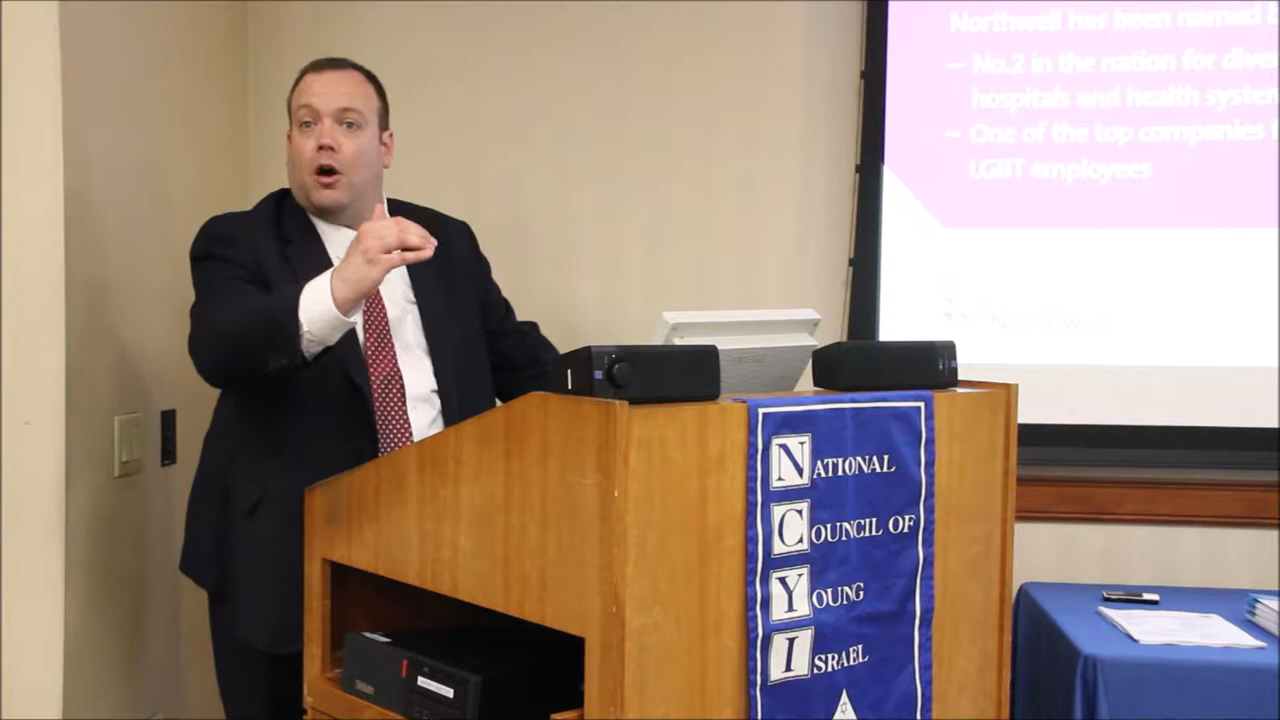 Northwell has been named
– No.2 in the nation for
hospitals and health
– One of the top companies
LGBT employees
NATIONAL
COUNCIL OF
YOUNG
ISRAEL